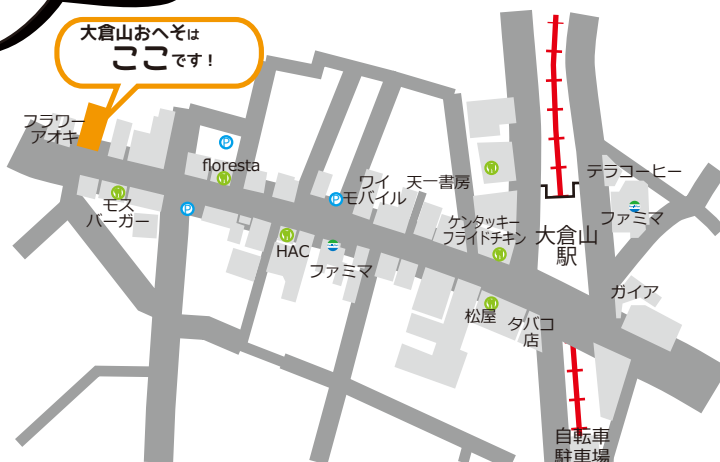 大倉山おへそは
ここです！
フラワー
アオキ
floresta
モス
バーガー
ワイ
モバイル
天一書房
テラコーヒー
ファミマ
ケンタッキー
フライドチキン
大倉山
駅
HAC
ファミマ
ガイア
松屋
タバコ
店
自転車
駐車場
P
P
P